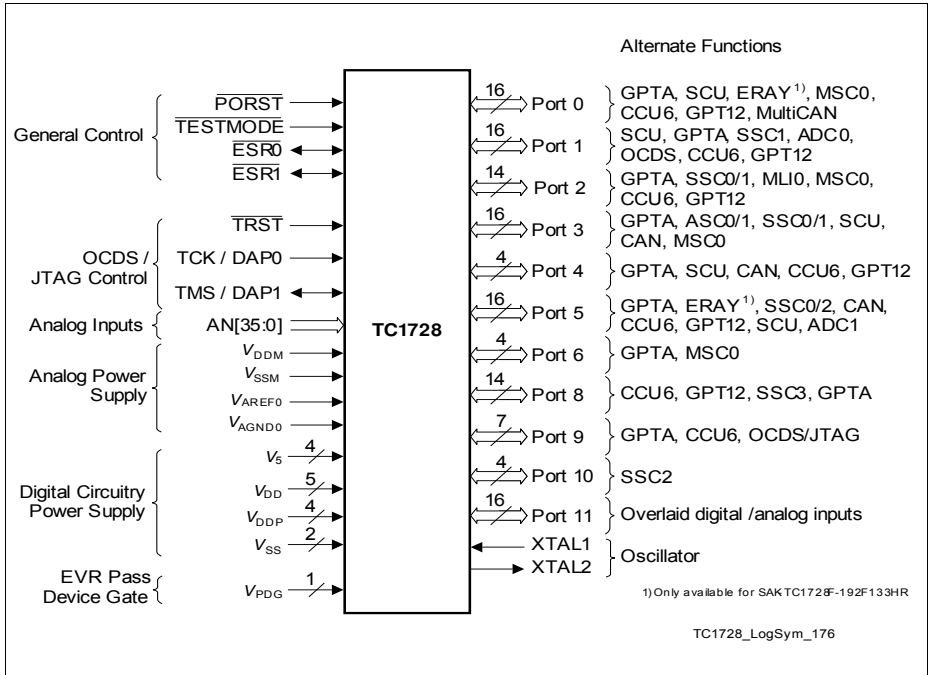 Alternate Functions
General Control
PORST
TESTMODE
ESR0
ESR1
OCDS /
JTAG Control
TRST
TCK / DAP0
TMS / DAP1
Analog Inputs
AN[35:0]
Analog Power
Supply
VDDM
VSSM
VAREF0
VAGND0
Digital Circuitry
Power Supply
V5 4
VDD 5
VDDP 4
VSS 2
EVR Pass
Device Gate
VPDG 1
TC1728
16 Port 0
GPTA, SCU, ERAY 1), MSC0,
CCU6, GPT12, MultiCAN
16 Port 1
SCU, GPTA, SSC1, ADC0,
OCDS, CCU6, GPT12
14 Port 2
GPTA, SSC0/1, MLI0, MSC0,
CCU6, GPT12
16 Port 3
GPTA, ASC0/1, SSC0/1, SCU,
CAN, MSC0
4 Port 4
GPTA, SCU, CAN, CCU6, GPT12
16 Port 5
GPTA, ERAY 1), SSC0/2, CAN,
CCU6, GPT12, SCU, ADC1
4 Port 6
GPTA, MSC0
14 Port 8
CCU6, GPT12, SSC3, GPTA
7 Port 9
GPTA, CCU6, OCDS/JTAG
4 Port 10
SSC2
16 Port 11
Overlaid digital /analog inputs
XTAL1
XTAL2
Oscillator
1) Only available for SAK-TC1728F-192F133HR
TC1728_LogSym_176